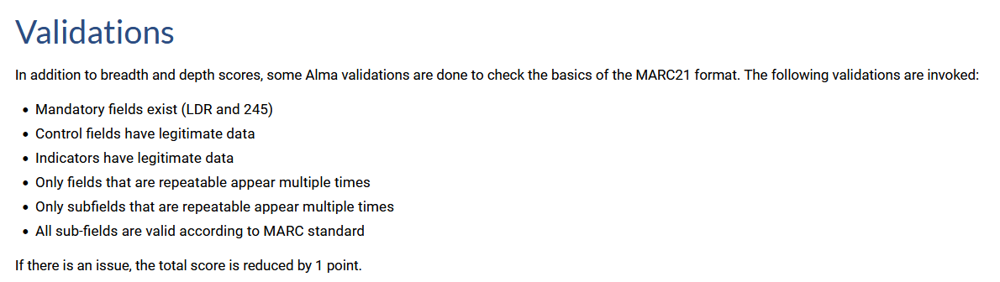 Validations
In addition to breadth and depth scores, some Alma validations are done to check the basics of the MARC21 format. The following validations are invoked:
• Mandatory fields exist (LDR and 245)
• Control fields have legitimate data
• Indicators have legitimate data
• Only fields that are repeatable appear multiple times
• Only subfields that are repeatable appear multiple times
• All sub-fields are valid according to MARC standard
If there is an issue, the total score is reduced by 1 point.